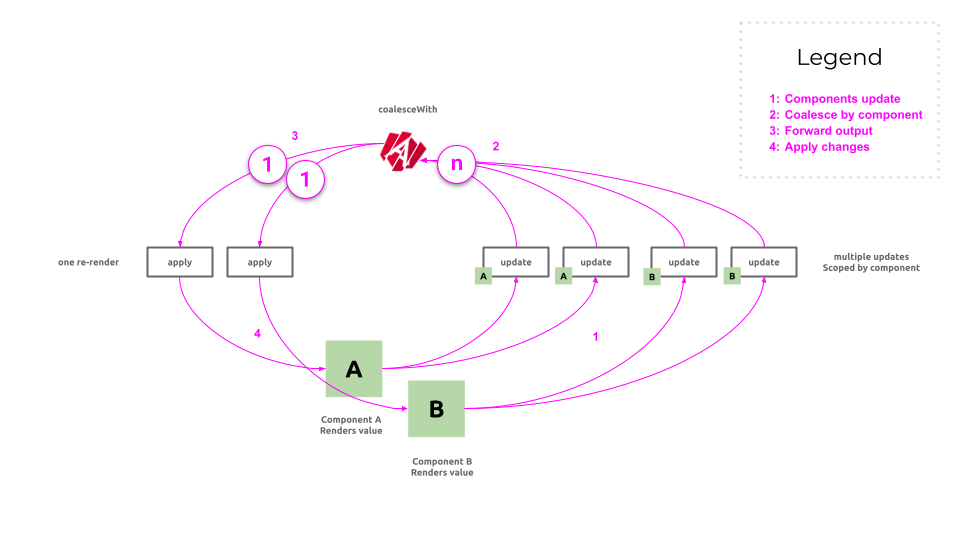 Legend
1: Components update
2: Coalesce by component
3: Forward output
4: Apply changes
coalesceWith
3
2
1
1
n
one re-render
apply
apply
update
update
update
update
A
A
B
B
multiple updates
Scoped by component
4
1
A
B
Component A
Renders value
Component B
Renders value